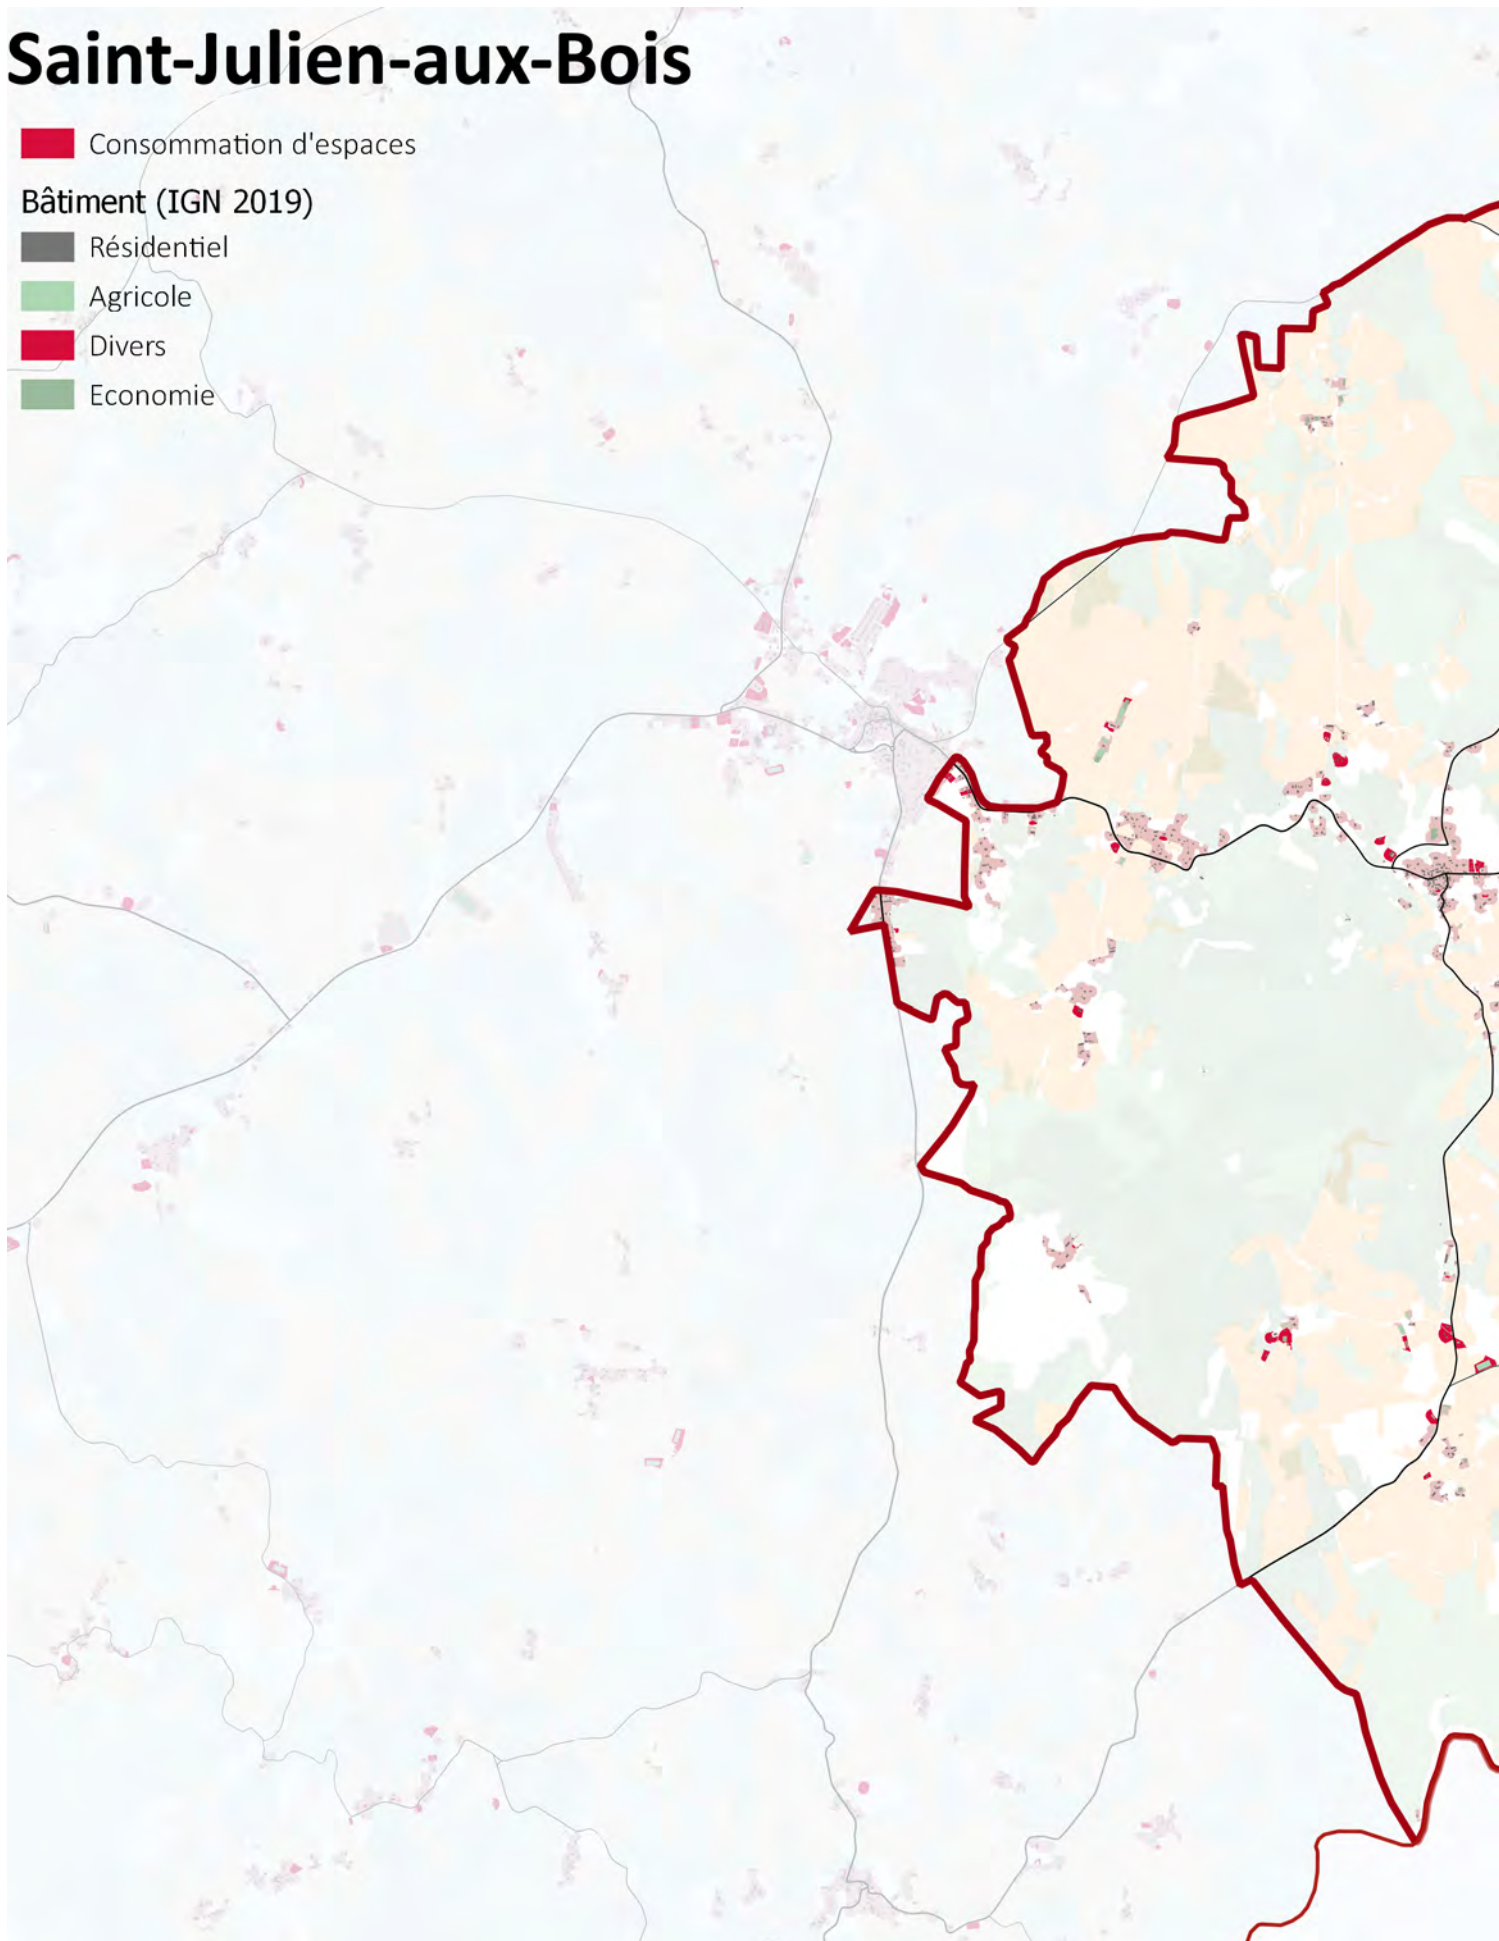 Saint-Julien-aux-Bois
Consommation d'espaces
Bâtiment (IGN 2019)
Résidentiel
Agricole
Divers
Economie